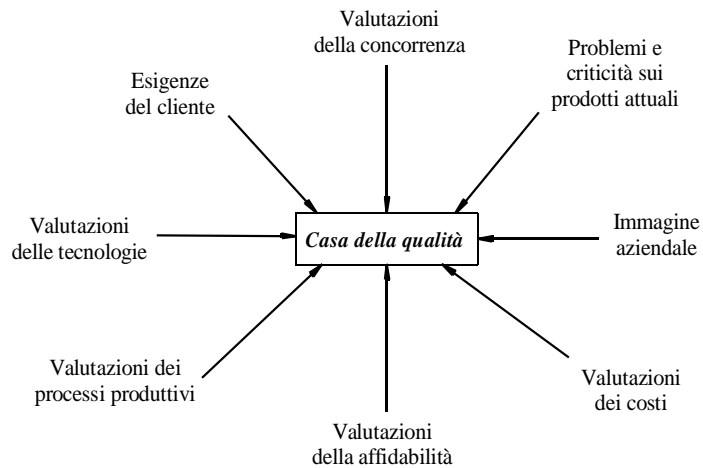 Valutazioni
della concorrenza
Problemi e
criticità sui
prodotti attuali
Esigenze
del cliente
Valutazioni
delle tecnologie
Casa della qualità
Immagine
aziendale
Valutazioni dei
processi produttivi
Valutazioni
dei costi
Valutazioni
della affidabilità